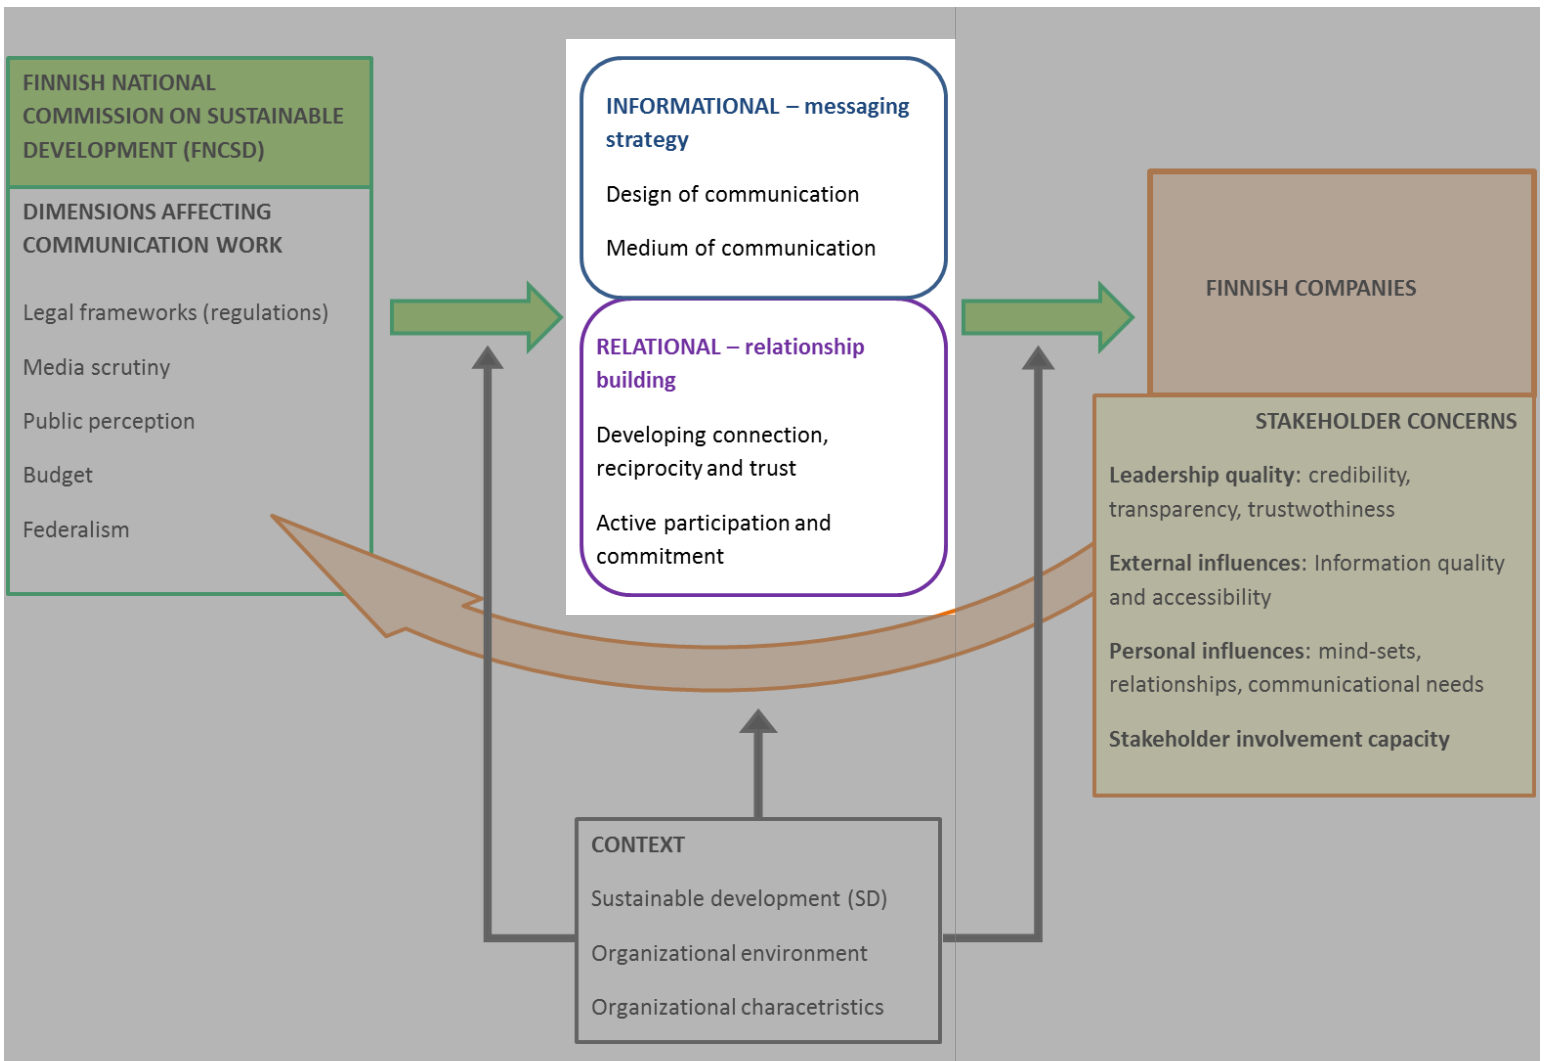 FINNISH NATIONAL
COMMISSION ON SUSTAINABLE
DEVELOPMENT (FNCSD)
DIMENSIONS AFFECTING
COMMUNICATION WORK
Legal frameworks (regulations)
Media scrutiny
Public perception
Budget
Federalism
INFORMATIONAL – messaging
strategy
Design of communication
Medium of communication
RELATIONAL – relationship
building
Developing connection,
reciprocity and trust
Active participation and
commitment
FINNISH COMPANIES
STAKEHOLDER CONCERNS
Leadership quality: credibility,
transparency, trustwothiness
External influences: Information quality
and accessibility
Personal influences: mind-sets,
relationships, communicational needs
Stakeholder involvement capacity
CONTEXT
Sustainable development (SD)
Organizational environment
Organizational characetristics